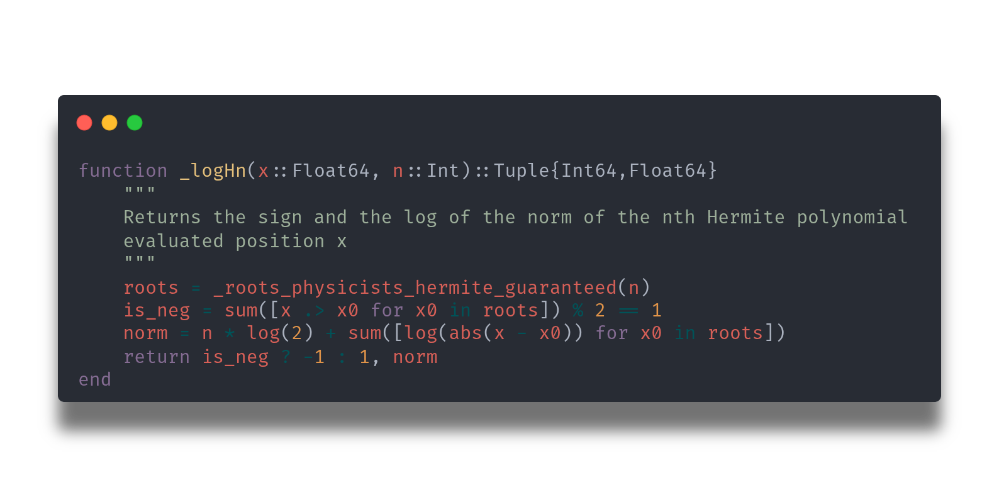 function _logHn(x::Float64, n::Int)::Tuple{Int64,Float64}
    """
    Returns the sign and the log of the norm of the nth Hermite polynomial
    evaluated position x
    """
    roots = _roots_physicists_hermite_guaranteed(n)
    is_neg = sum([x .> x0 for x0 in roots]) % 2 == 1
    norm = n * log(2) + sum([log(abs(x - x0)) for x0 in roots])
    return is_neg ? -1 : 1, norm
end